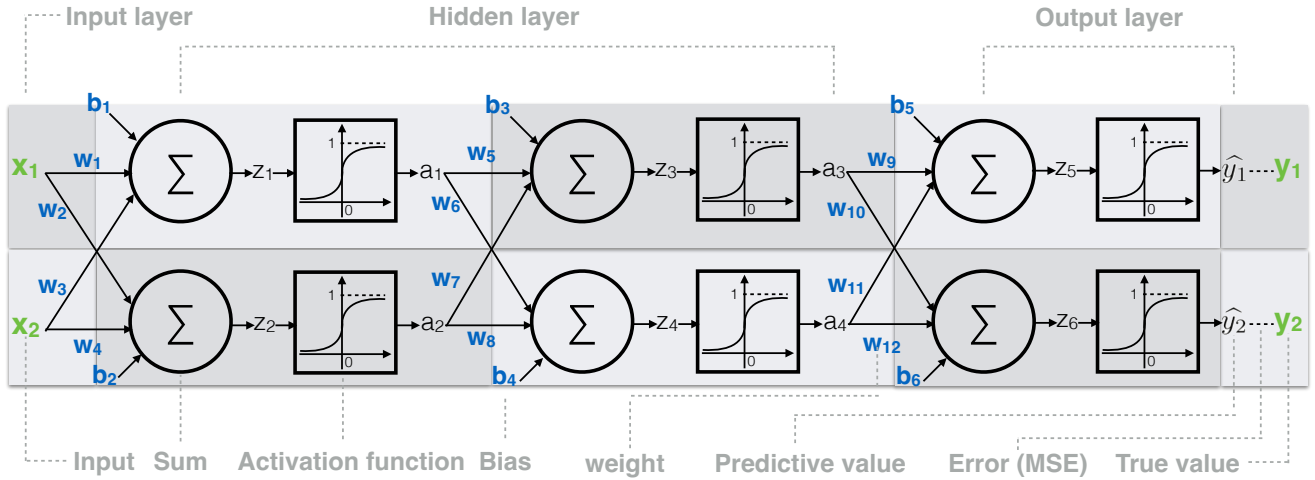 Input layer Hidden layer Output layer
b₁ b₃ b₅
x₁ w₁ Σ z₁ 1 0 a₁ w₅ Σ z₃ 1 0 a₃ w₉ Σ z₅ 1 0 ŷ₁ y₁
w₂ w₆ w₁₀
w₃ w₇ w₁₁
x₂ Σ z₂ 1 0 a₂ Σ z₄ 1 0 a₄ Σ z₆ 1 0 ŷ₂ y₂
w₄ w₈ w₁₂
b₂ b₄ b₆
Input Sum Activation function Bias weight Predictive value Error (MSE) True value